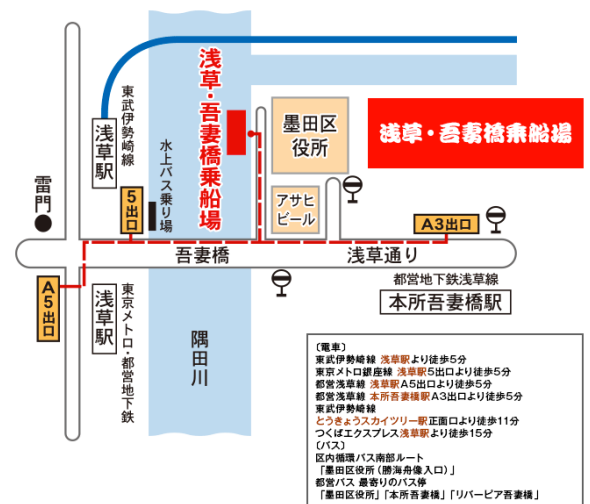 浅草・吾妻橋乗船場
浅草・吾妻橋乗船場
東武伊勢崎線
浅草駅
水上バス乗り場
墨田区
役所
アサヒ
ビール
雷門
5出口
A3出口
吾妻橋
浅草通り
A5出口
浅草駅
東京メトロ・都営地下鉄
隅田川
都営地下鉄浅草線
本所吾妻橋駅
〔電車〕
東武伊勢崎線 浅草駅より徒歩5分
東京メトロ銀座線 浅草駅5出口より徒歩5分
都営浅草線 浅草駅A5出口より徒歩5分
都営浅草線 本所吾妻橋駅A3出口より徒歩5分
東武伊勢崎線
とうきょうスカイツリー駅正面口より徒歩11分
つくばエクスプレス浅草駅より徒歩15分
〔バス〕
区内循環バス南部ルート
「墨田区役所(勝海舟像入口)」
都営バス 最寄りのバス停
「墨田区役所」「本所吾妻橋」「リバーピア吾妻橋」